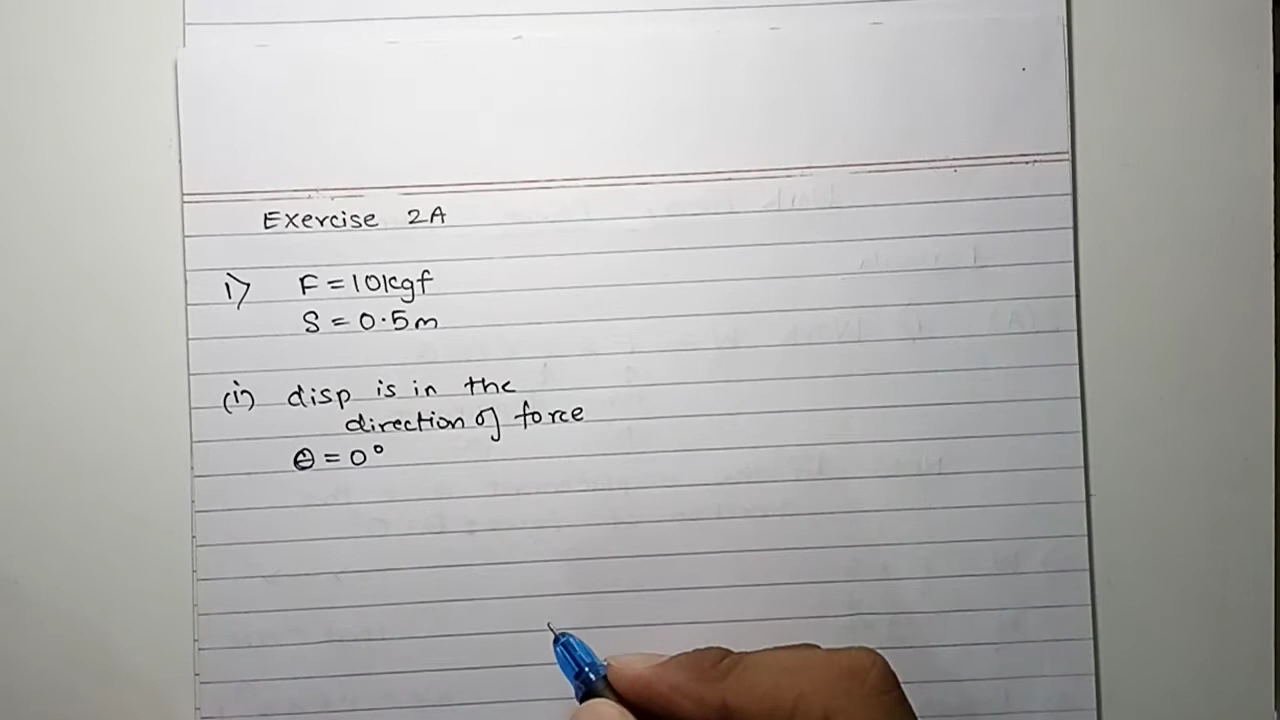 Exercise 2A
1) F = 10kgf
S = 0.5m
(i) disp is in the
direction of force
θ = 0°